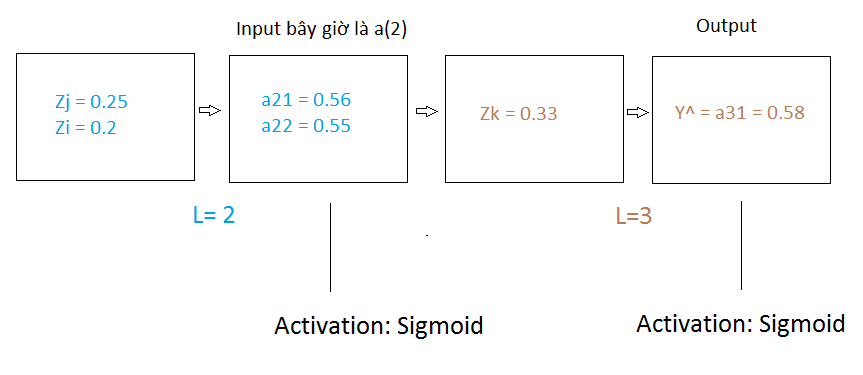 Input bây giờ là a(2)
Output
Zj = 0.25
Zi = 0.2
a21 = 0.56
a22 = 0.55
Zk = 0.33
Y^ = a31 = 0.58
L= 2
L=3
Activation: Sigmoid
Activation: Sigmoid